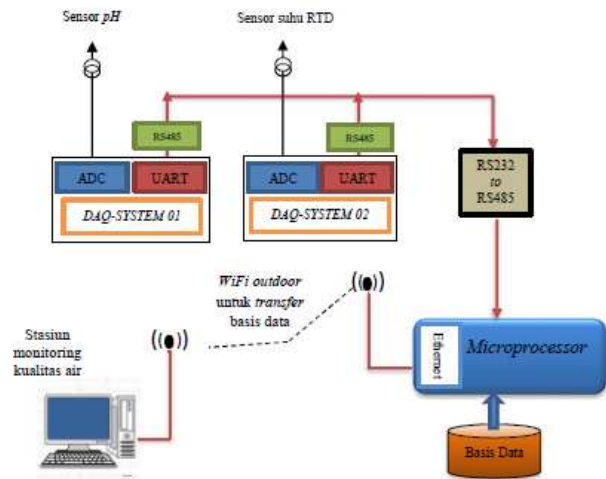 Sensor pH
Sensor suhu RTD
RS485
RS485
ADC
UART
DAQ-SYSTEM 01
ADC
UART
DAQ-SYSTEM 02
RS232
to
RS485
WiFi outdoor
untuk transfer
basis data
Stasiun
monitoring
kualitas air
Ethernet
Microprocessor
Basis Data